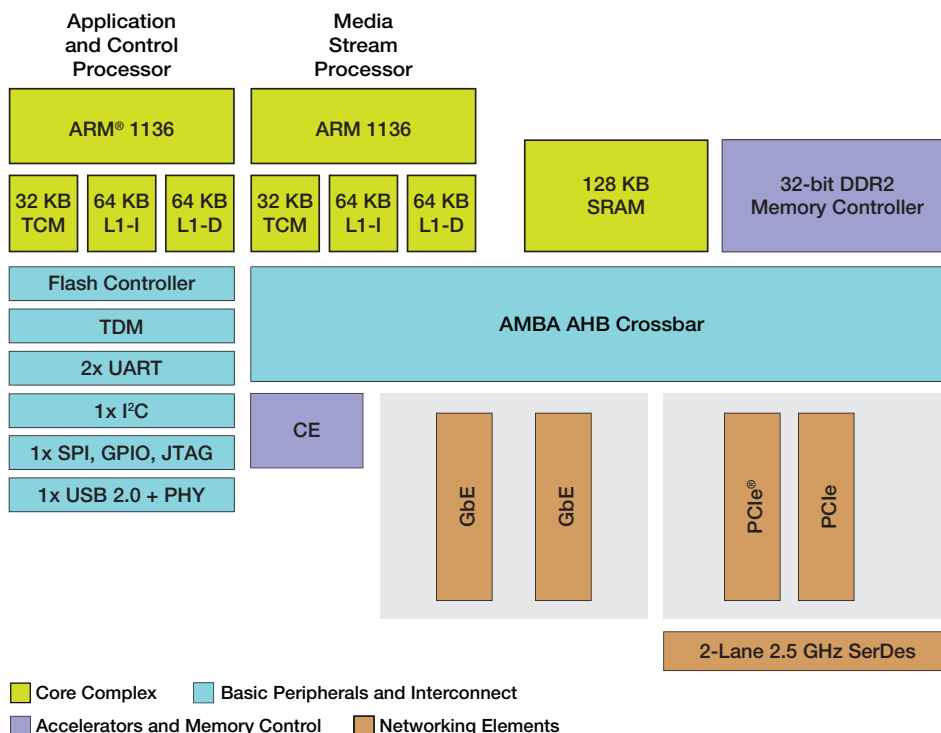 Application
and Control
Processor
Media
Stream
Processor
ARM® 1136
ARM 1136
32 KB
TCM
64 KB
L1-I
64 KB
L1-D
32 KB
TCM
64 KB
L1-I
64 KB
L1-D
128 KB
SRAM
32-bit DDR2
Memory Controller
Flash Controller
TDM
2x UART
1x I²C
1x SPI, GPIO, JTAG
1x USB 2.0 + PHY
AMBA AHB Crossbar
CE
GbE
GbE
PCIe®
PCIe
2-Lane 2.5 GHz SerDes
Core Complex
Basic Peripherals and Interconnect
Accelerators and Memory Control
Networking Elements